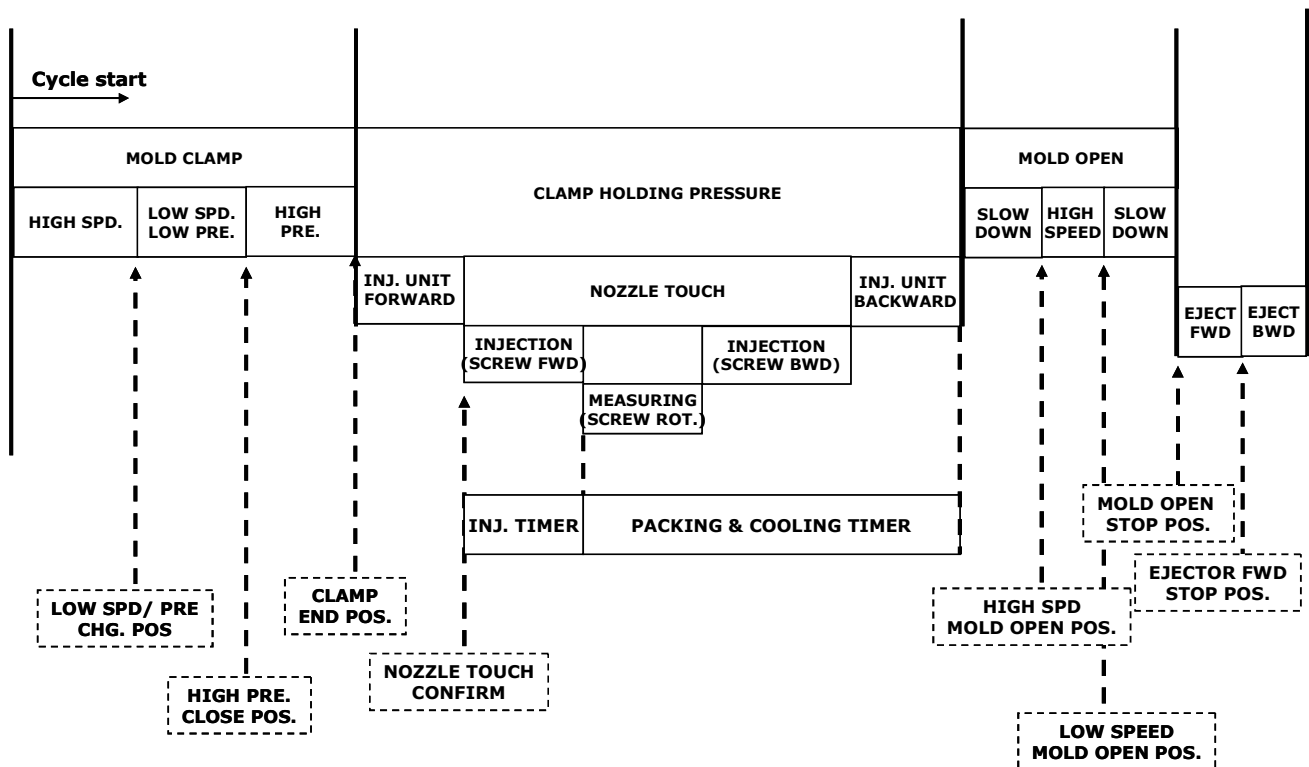 Cycle start
MOLD CLAMP
HIGH SPD.
LOW SPD.
LOW PRE.
HIGH
PRE.
CLAMP HOLDING PRESSURE
MOLD OPEN
SLOW
DOWN
HIGH
SPEED
SLOW
DOWN
INJ. UNIT
FORWARD
NOZZLE TOUCH
INJ. UNIT
BACKWARD
EJECT
FWD
EJECT
BWD
INJECTION
(SCREW FWD)
INJECTION
(SCREW BWD)
MEASURING
(SCREW ROT.)
INJ. TIMER
PACKING & COOLING TIMER
LOW SPD/ PRE
CHG. POS
HIGH PRE.
CLOSE POS.
CLAMP
END POS.
NOZZLE TOUCH
CONFIRM
MOLD OPEN
STOP POS.
EJECTOR FWD
STOP POS.
HIGH SPD
MOLD OPEN POS.
LOW SPEED
MOLD OPEN POS.